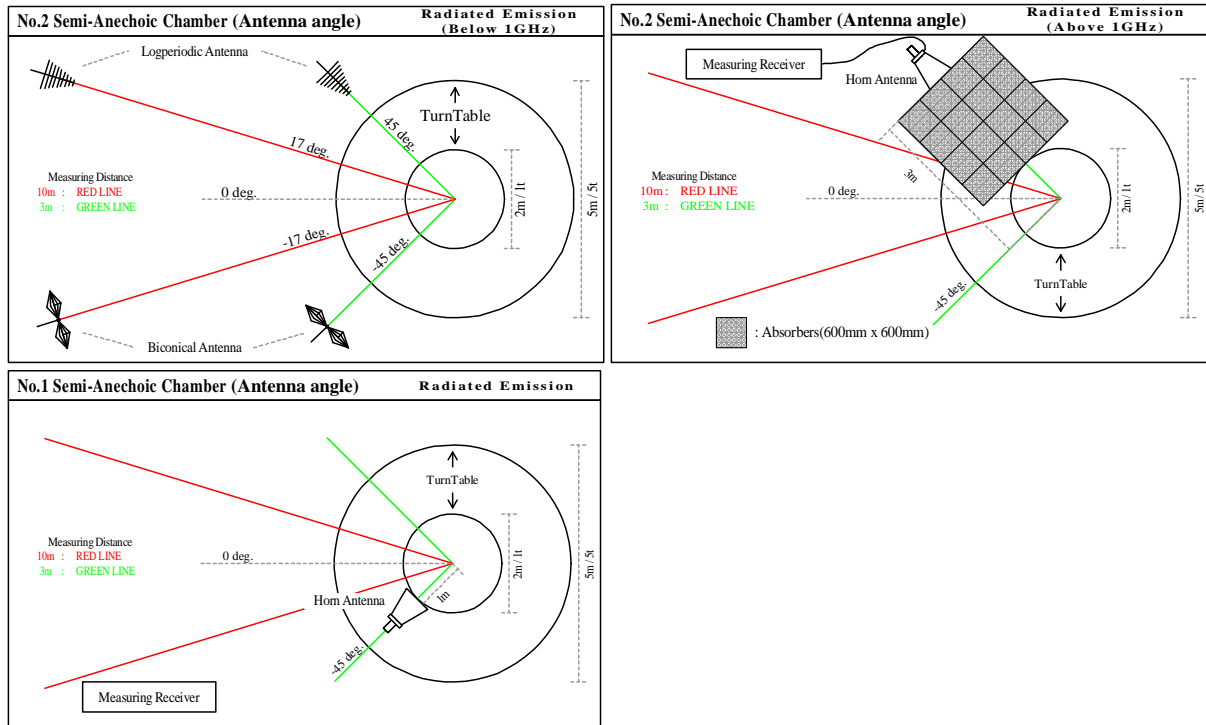 No.2 Semi-Anechoic Chamber (Antenna angle)
Radiated Emission
(Below 1GHz)
Logperiodic Antenna
TurnTable
45 deg.
17 deg.
Measuring Distance
10m : RED LINE
3m : GREEN LINE
0 deg.
2m / 1t
5m / 5t
-17 deg.
-45 deg.
Biconical Antenna
No.2 Semi-Anechoic Chamber (Antenna angle)
Radiated Emission
(Above 1GHz)
Measuring Receiver
Horn Antenna
3m
Measuring Distance
10m : RED LINE
3m : GREEN LINE
0 deg.
2m / 1t
5m / 5t
TurnTable
-45 deg.
: Absorbers(600mm x 600mm)
No.1 Semi-Anechoic Chamber (Antenna angle)
Radiated Emission
TurnTable
Measuring Distance
10m : RED LINE
3m : GREEN LINE
0 deg.
2m / 1t
5m / 5t
Horn Antenna
1m
-45 deg.
Measuring Receiver